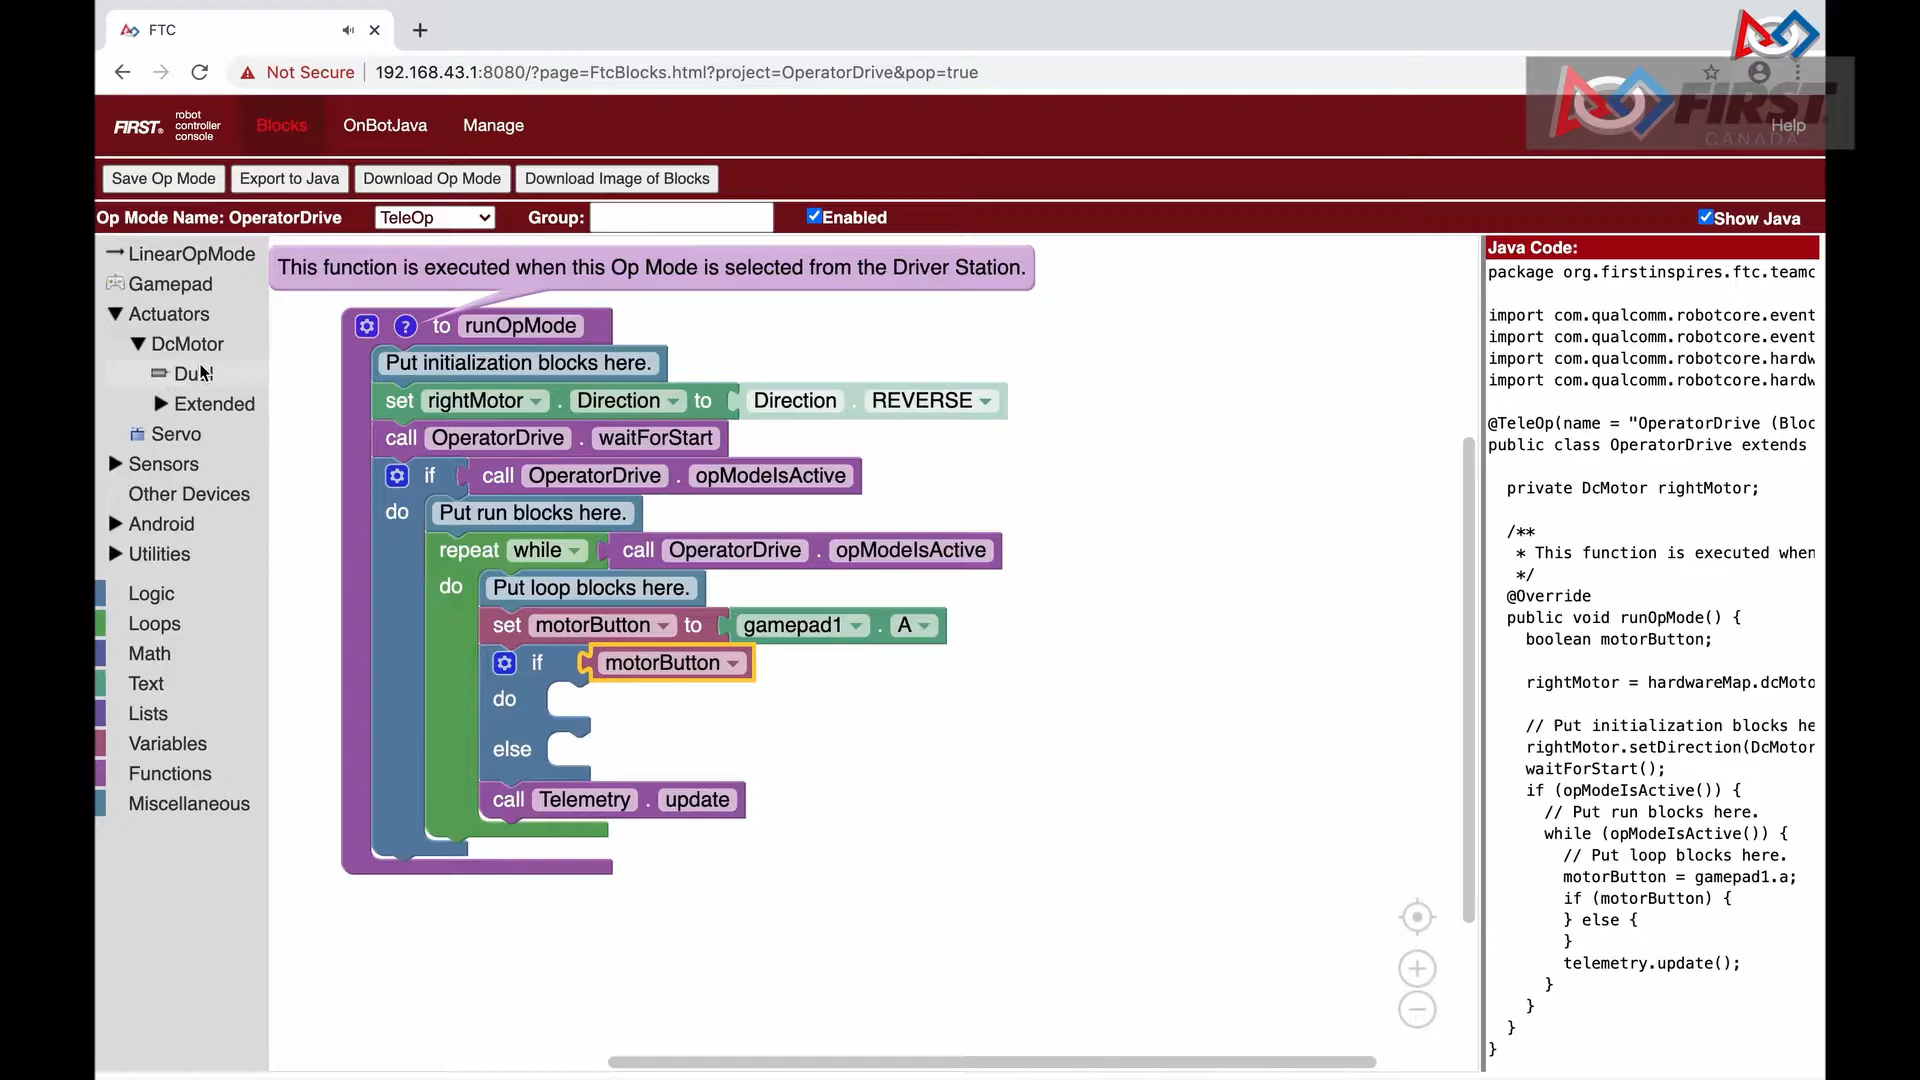 FTC
Not Secure 192.168.43.1:8080/?page=FtcBlocks.html?project=OperatorDrive&pop=true
FIRST. robot controller console Blocks OnBotJava Manage Help
FIRST
CANADA
Save Op Mode Export to Java Download Op Mode Download Image of Blocks
Op Mode Name: OperatorDrive TeleOp Group: Enabled Show Java
LinearOpMode
Gamepad
Actuators
DcMotor
Extended
Servo
Sensors
Other Devices
Android
Utilities
Logic
Loops
Math
Text
Lists
Variables
Functions
Miscellaneous
This function is executed when this Op Mode is selected from the Driver Station.
? to runOpMode
Put initialization blocks here.
set rightMotor . Direction to Direction . REVERSE
call OperatorDrive . waitForStart
if call OperatorDrive . opModeIsActive
do Put run blocks here.
repeat while call OperatorDrive . opModeIsActive
do Put loop blocks here.
set motorButton to gamepad1 . A
if motorButton
do
else
call Telemetry . update
Java Code:
package org.firstinspires.ftc.teamc
import com.qualcomm.robotcore.event
import com.qualcomm.robotcore.event
import com.qualcomm.robotcore.hardw
import com.qualcomm.robotcore.hardw
@TeleOp(name = "OperatorDrive (Bloc
public class OperatorDrive extends
private DcMotor rightMotor;
/**
* This function is executed when
*/
@Override
public void runOpMode() {
boolean motorButton;
rightMotor = hardwareMap.dcMoto
// Put initialization blocks he
rightMotor.setDirection(DcMotor
waitForStart();
if (opModeIsActive()) {
// Put run blocks here.
while (opModeIsActive()) {
// Put loop blocks here.
motorButton = gamepad1.a;
if (motorButton) {
} else {
}
telemetry.update();
}
}
}
}